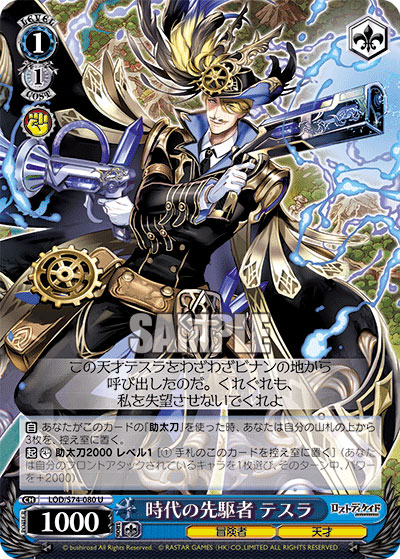 LEVEL
1
1
COST
SAMPLE
この天才テスラをわざわざビナンの地から
呼び出したのだ。くれぐれも、
私を失望させないでくれよ
自 あなたがこのカードの「助太刀」を使った時、あなたは自分の山札の上から
3枚を、控え室に置く。
起 助太刀2000 レベル1 [① 手札のこのカードを控え室に置く]（あなた
は自分のフロントアタックされているキャラを1枚選び、そのターン中、パワー
を＋2000）
CH LOD/S74-080 U
1000
時代の先駆者 テスラ
冒険者
天才
ロストディケイド
© bushiroad All Rights Reserved. © RASTAR GAMES (HK) CO.,LIMITED ALL RIGHTS RESERVED.